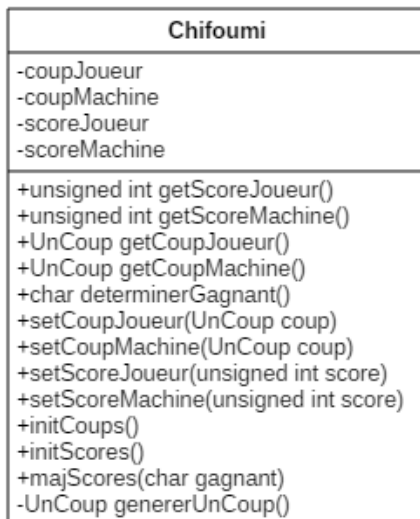 Chifoumi
-coupJoueur
-coupMachine
-scoreJoueur
-scoreMachine
+unsigned int getScoreJoueur()
+unsigned int getScoreMachine()
+UnCoup getCoupJoueur()
+UnCoup getCoupMachine()
+char determinerGagnant()
+setCoupJoueur(UnCoup coup)
+setCoupMachine(UnCoup coup)
+setScoreJoueur(unsigned int score)
+setScoreMachine(unsigned int score)
+initCoups()
+initScores()
+majScores(char gagnant)
-UnCoup genererUnCoup()